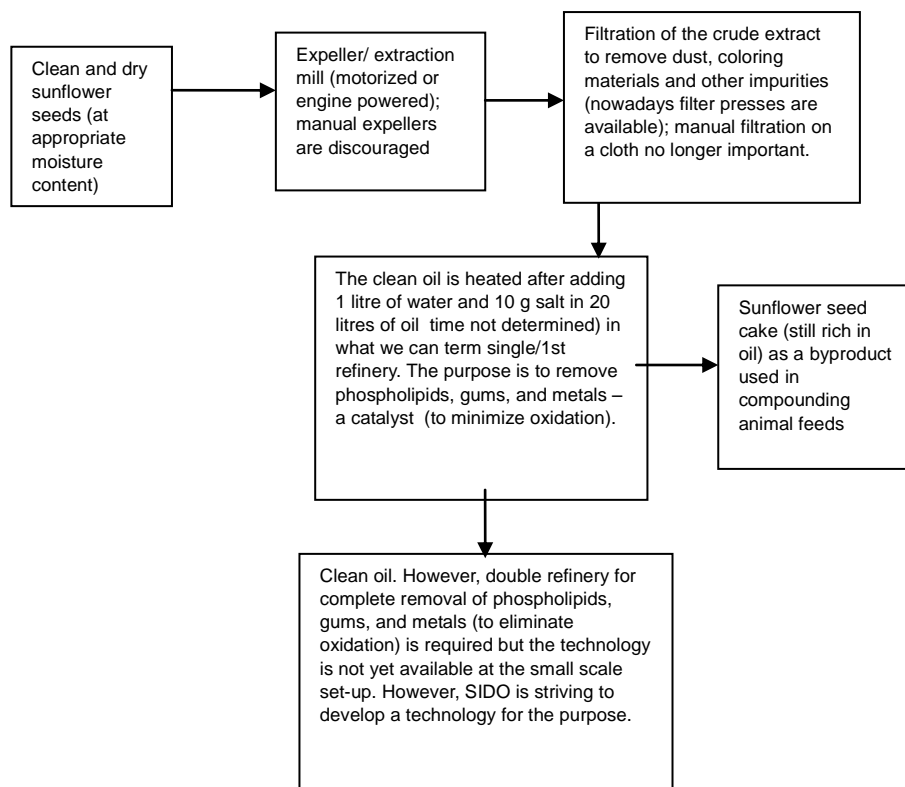 Clean and dry
sunflower
seeds (at
appropriate
moisture
content)
Expeller/ extraction
mill (motorized or
engine powered);
manual expellers
are discouraged
Filtration of the crude extract
to remove dust, coloring
materials and other impurities
(nowadays filter presses are
available); manual filtration on
a cloth no longer important.
The clean oil is heated after adding
1 litre of water and 10 g salt in 20
litres of oil time not determined) in
what we can term single/1st
refinery. The purpose is to remove
phospholipids, gums, and metals –
a catalyst (to minimize oxidation).
Sunflower seed
cake (still rich in
oil) as a byproduct
used in
compounding
animal feeds
Clean oil. However, double refinery for
complete removal of phospholipids,
gums, and metals (to eliminate
oxidation) is required but the technology
is not yet available at the small scale
set-up. However, SIDO is striving to
develop a technology for the purpose.